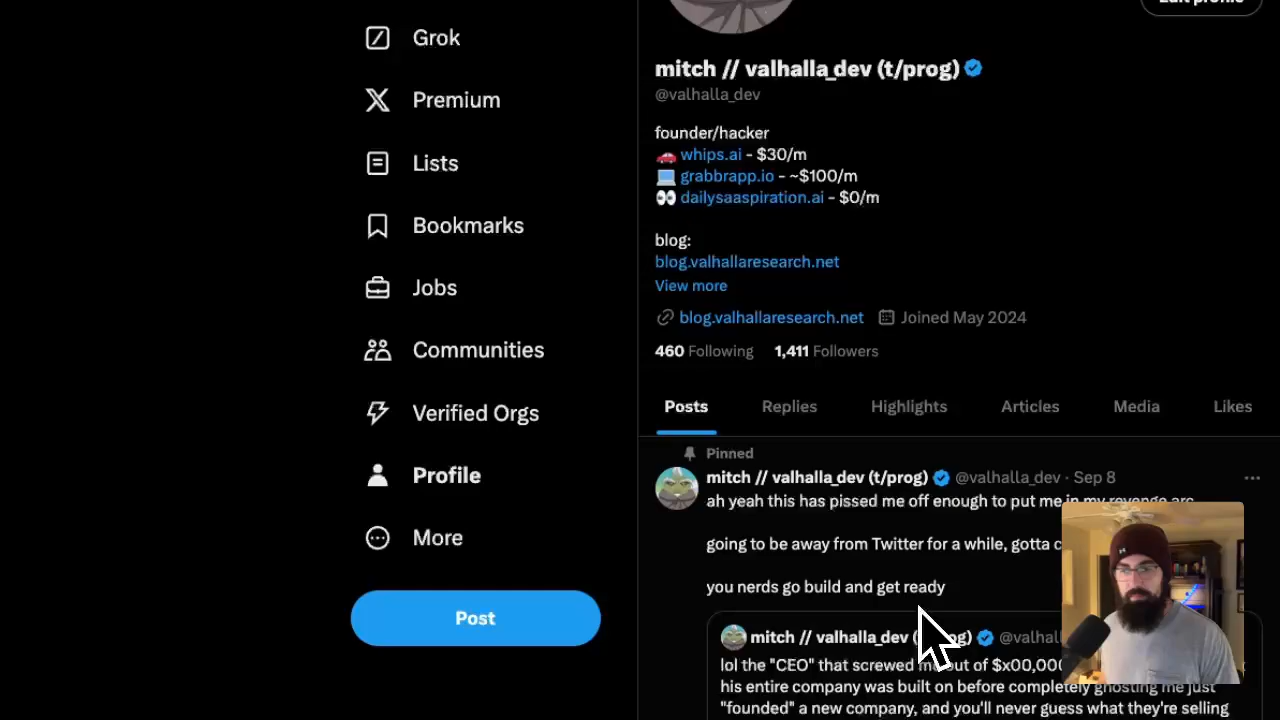 Grok
Premium
Lists
Bookmarks
Jobs
Communities
Verified Orgs
Profile
More
Post
Edit profile
mitch // valhalla_dev (t/prog)
@valhalla_dev
founder/hacker
whips.ai - $30/m
grabbrapp.io - ~$100/m
dailysaaspiration.ai - $0/m
blog:
blog.valhallaresearch.net
View more
blog.valhallaresearch.net Joined May 2024
460 Following 1,411 Followers
Posts Replies Highlights Articles Media Likes
Pinned
mitch // valhalla_dev (t/prog) @valhalla_dev · Sep 8
ah yeah this has pissed me off enough to put me in my revenge arc
going to be away from Twitter for a while, gotta
you nerds go build and get ready
mitch // valhalla_dev
lol the "CEO" that screwed me out of $x00,00
his entire company was built on before completely ghosting me just
"founded" a new company, and you'll never guess what they're selling